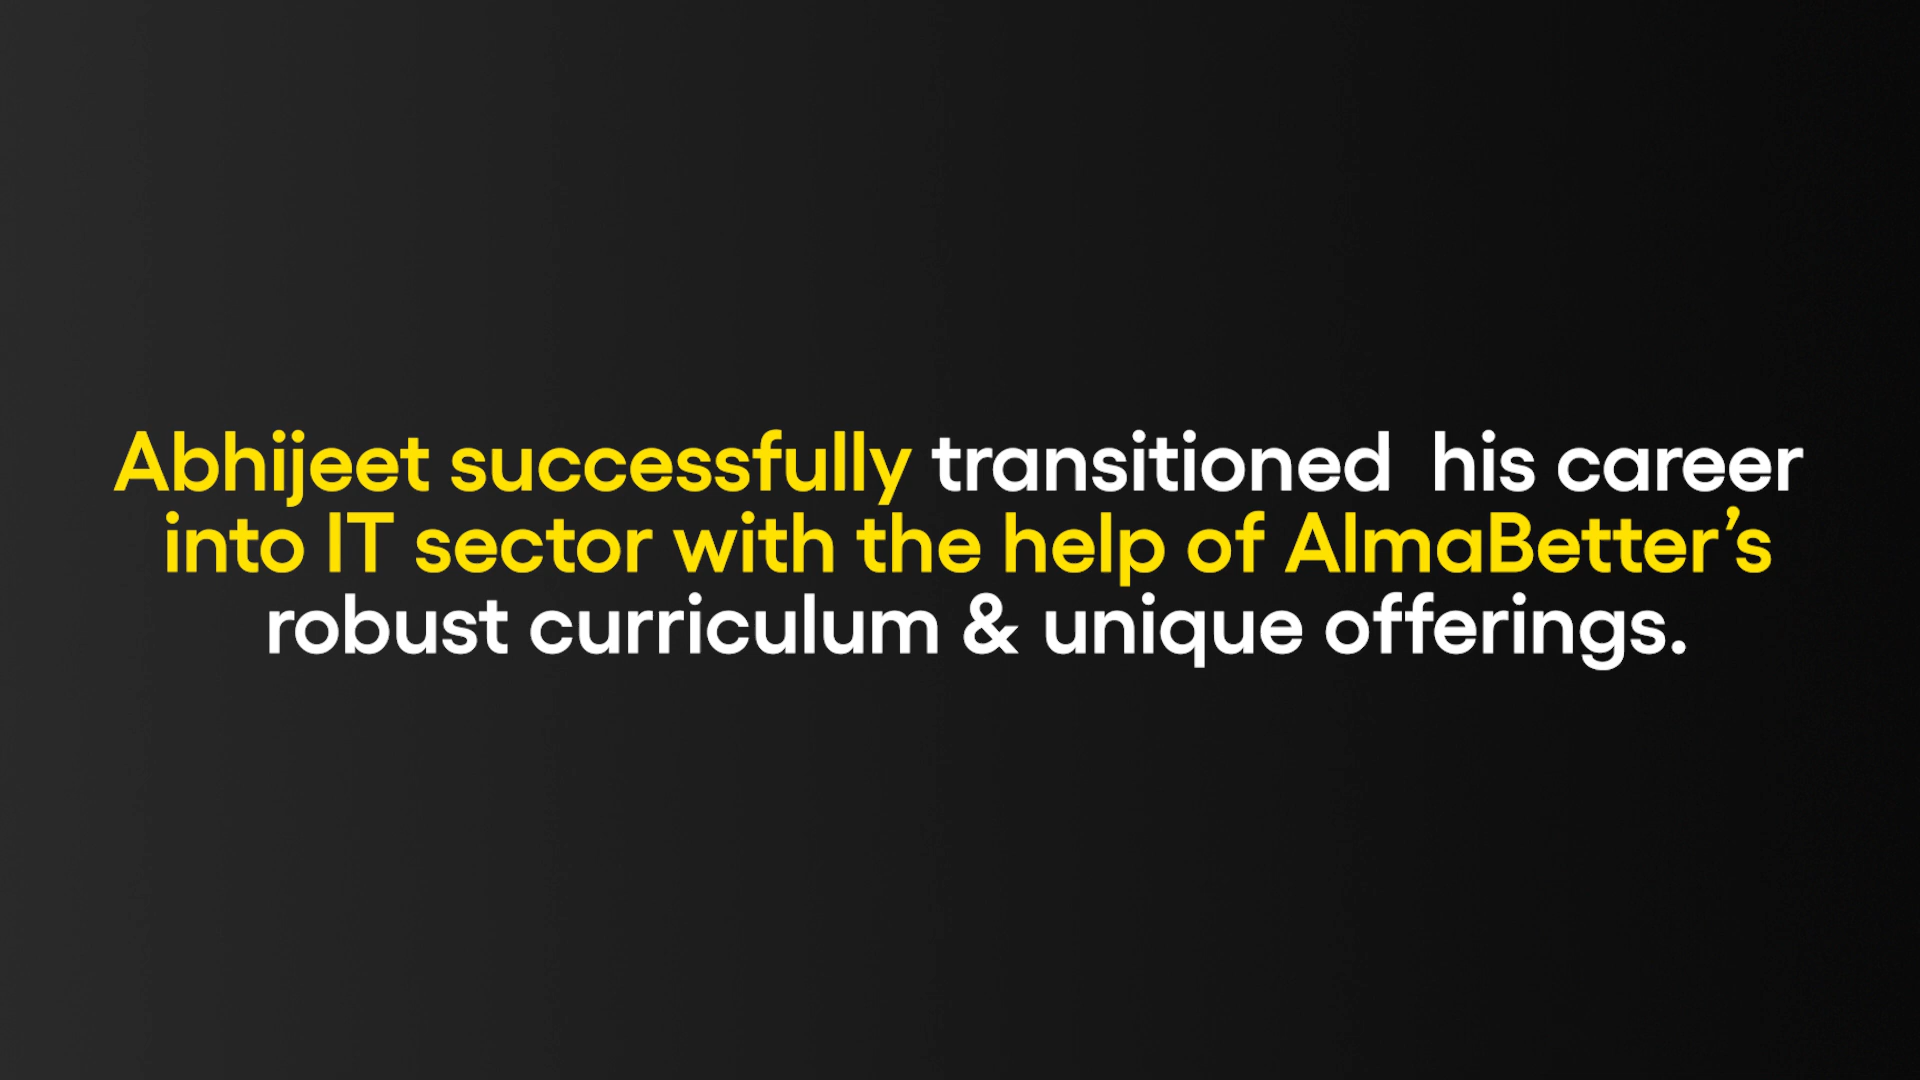 Abhijeet successfully transitioned  his career
into IT sector with the help of AlmaBetter’s
robust curriculum & unique offerings.